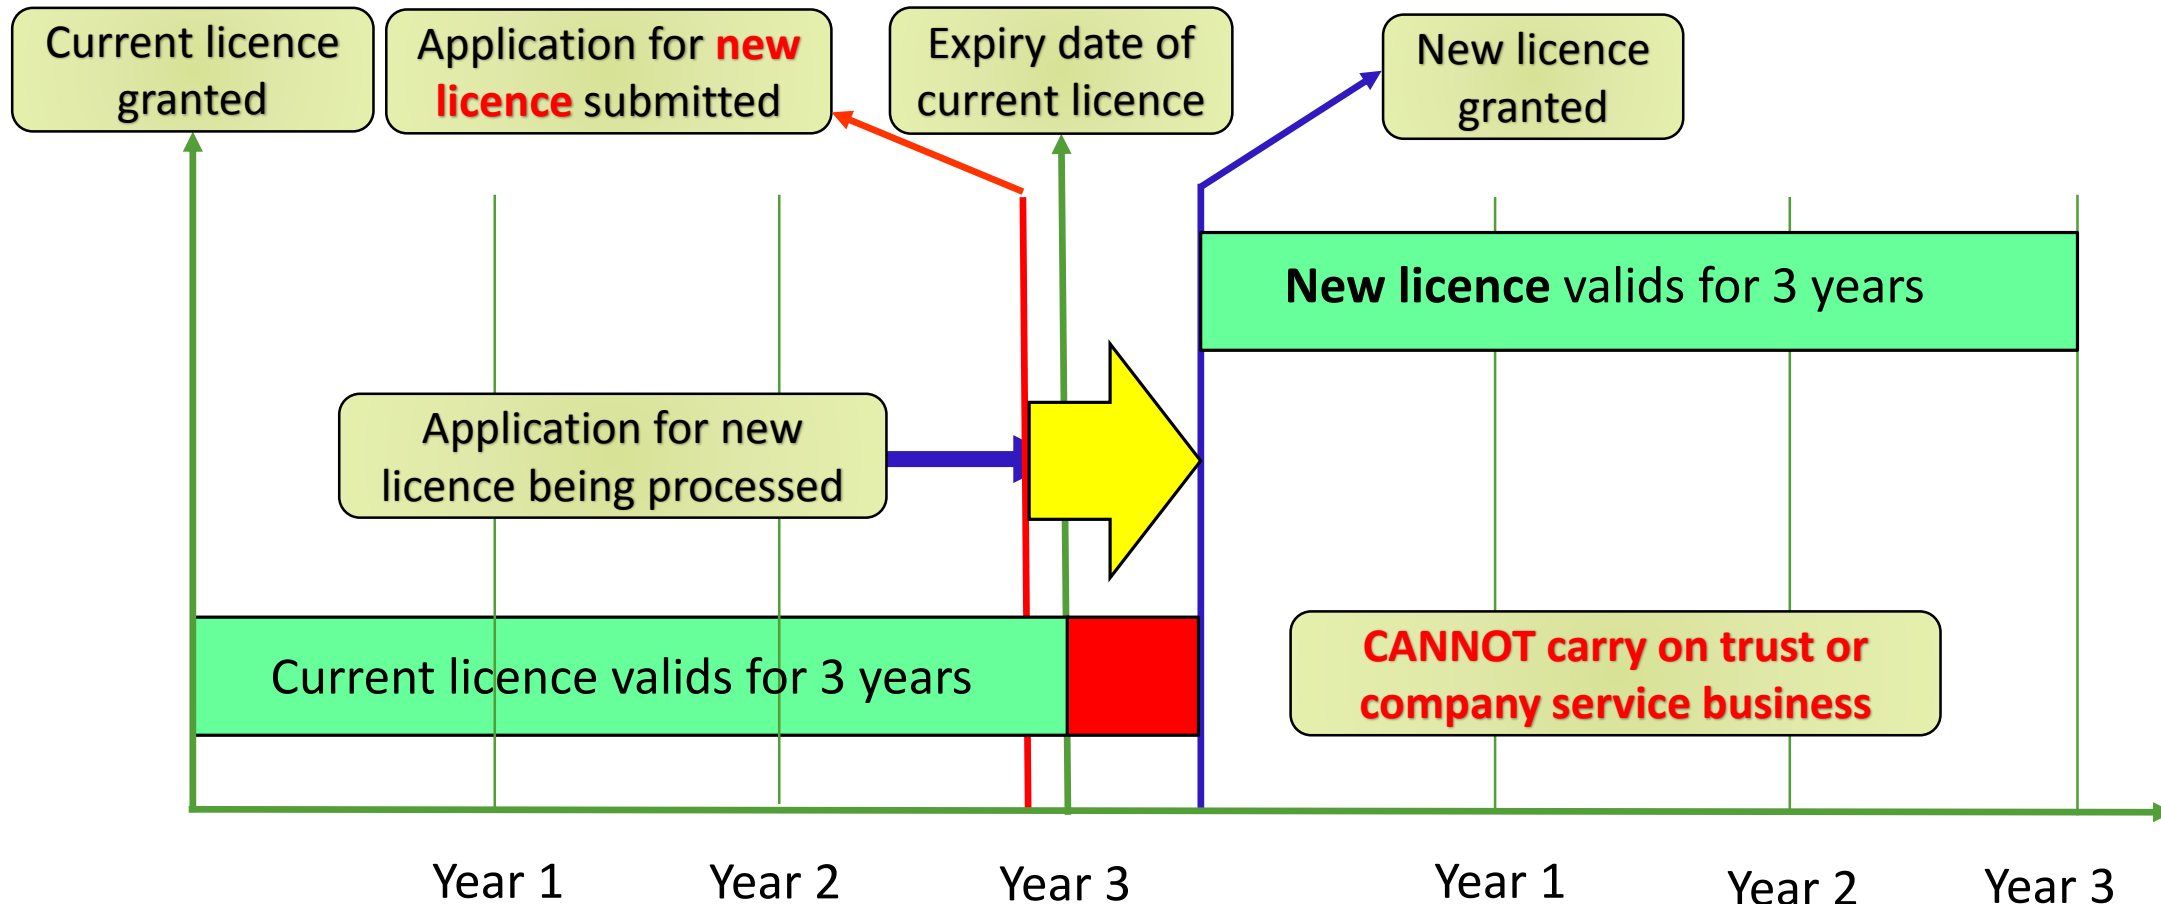 Current licence
granted
Application for new
licence submitted
Expiry date of
current licence
New licence
granted
New licence valids for 3 years
Application for new
licence being processed
Current licence valids for 3 years
CANNOT carry on trust or
company service business
Year 1
Year 2
Year 3
Year 1
Year 2
Year 3